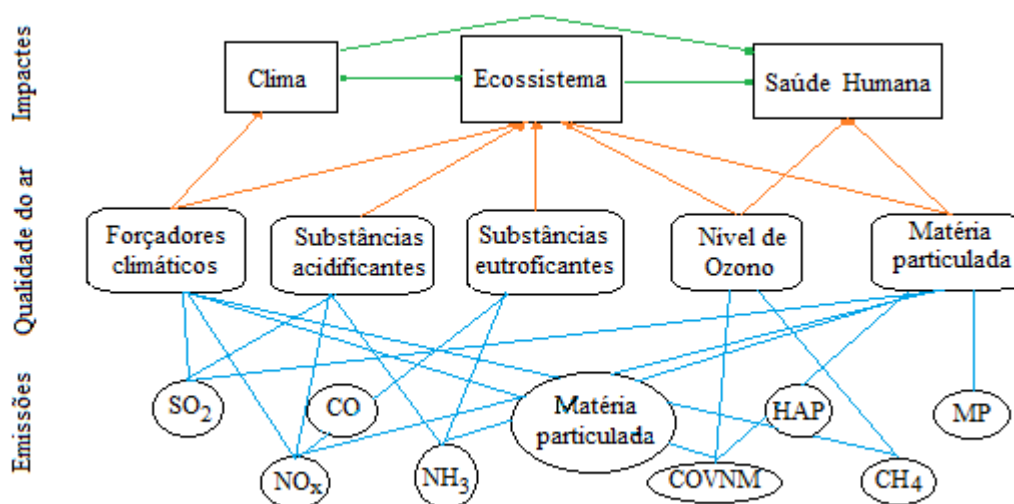 Impactes
Clima
Ecossistema
Saúde Humana
Qualidade do ar
Forçadores
climáticos
Substâncias
acidificantes
Substâncias
eutroficantes
Nível de
Ozono
Matéria
particulada
Emissões
SO2
CO
Matéria
particulada
HAP
MP
NOx
NH3
COVNM
CH4